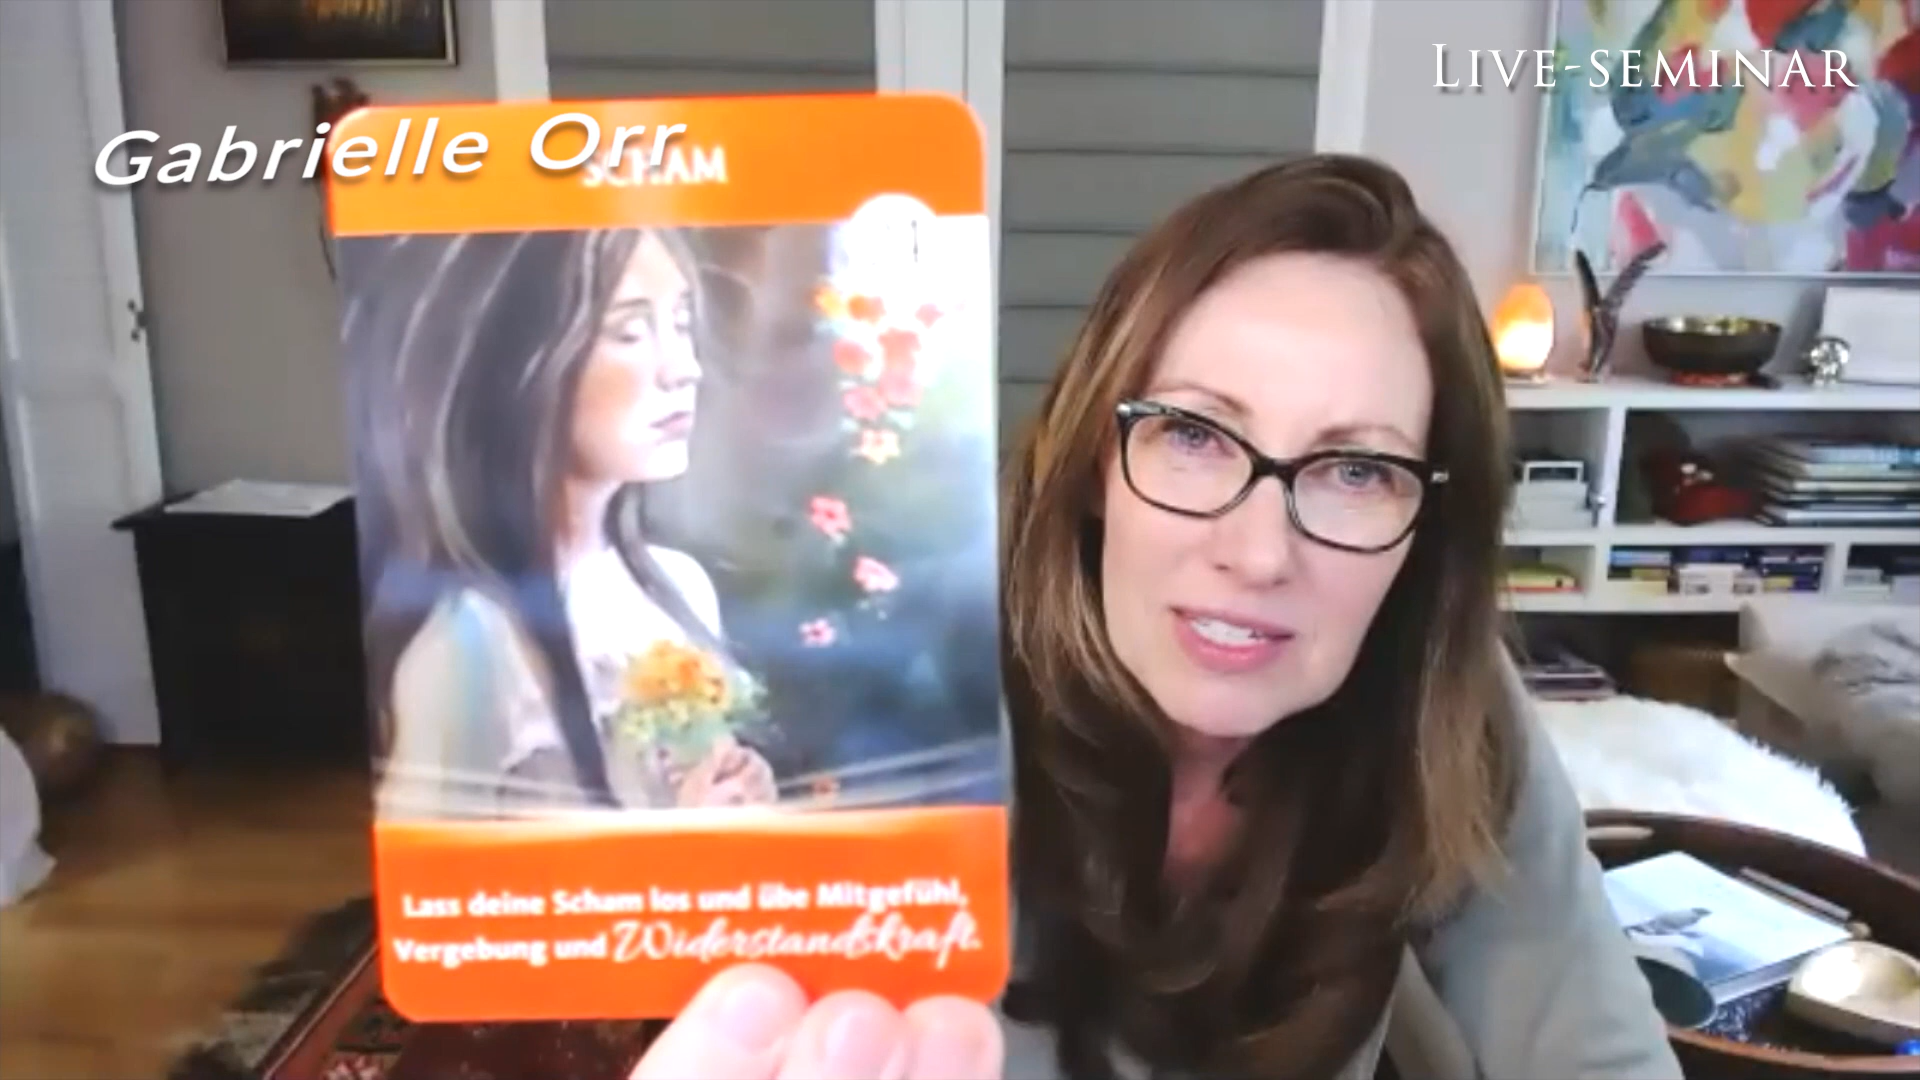 LIVE-SEMINAR
Gabrielle Orr
SCHAM
Lass deine Scham los und übe Mitgefühl,
Vergebung und Widerstandskraft.